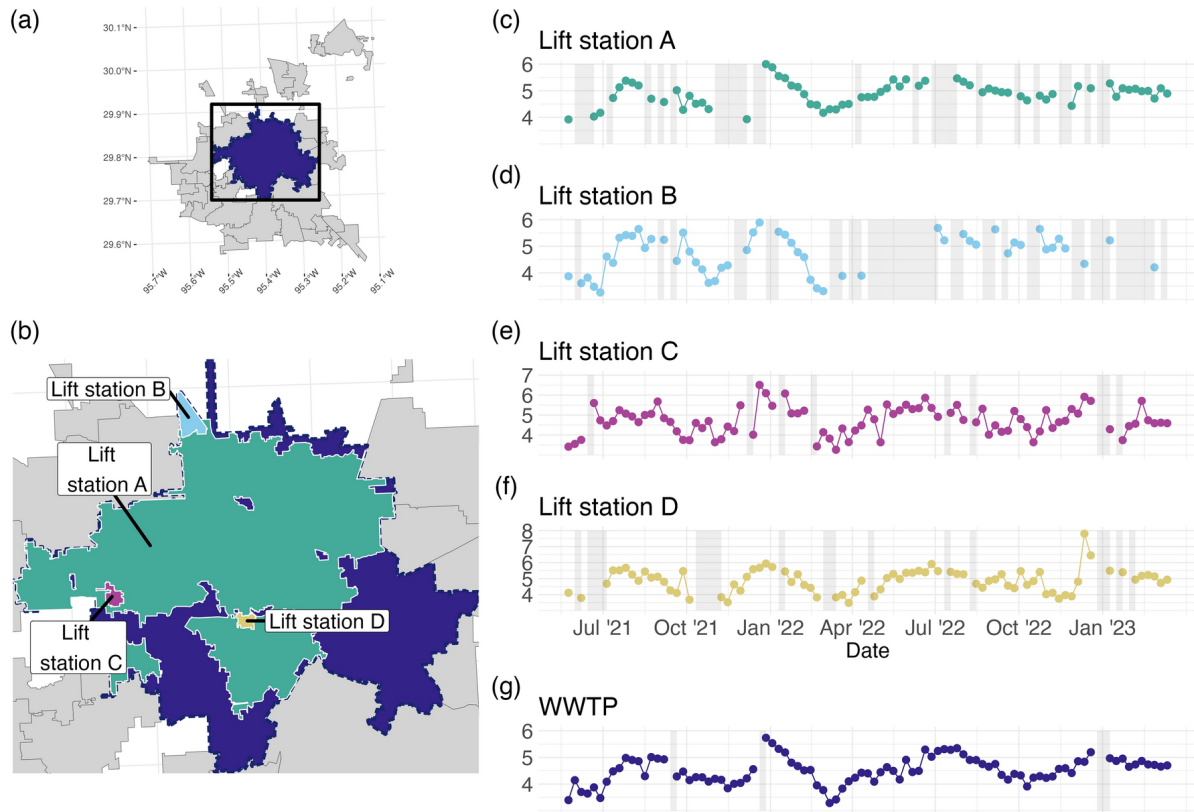 (a)
30.1°N
30.0°N
29.9°N
29.8°N
29.7°N
29.6°N
95.7°W
95.5°W
95.5°W
95.4°W
95.3°W
95.2°W
95.1°W
(b)
Lift station B
Lift
station A
Lift station D
Lift
station C
(c)
Lift station A
6
5
4
(d)
Lift station B
6
5
4
(e)
Lift station C
7
6
5
4
(f)
Lift station D
8
7
6
5
4
Jul '21
Oct '21
Jan '22
Apr '22
Jul '22
Oct '22
Jan '23
Date
(g)
WWTP
6
5
4